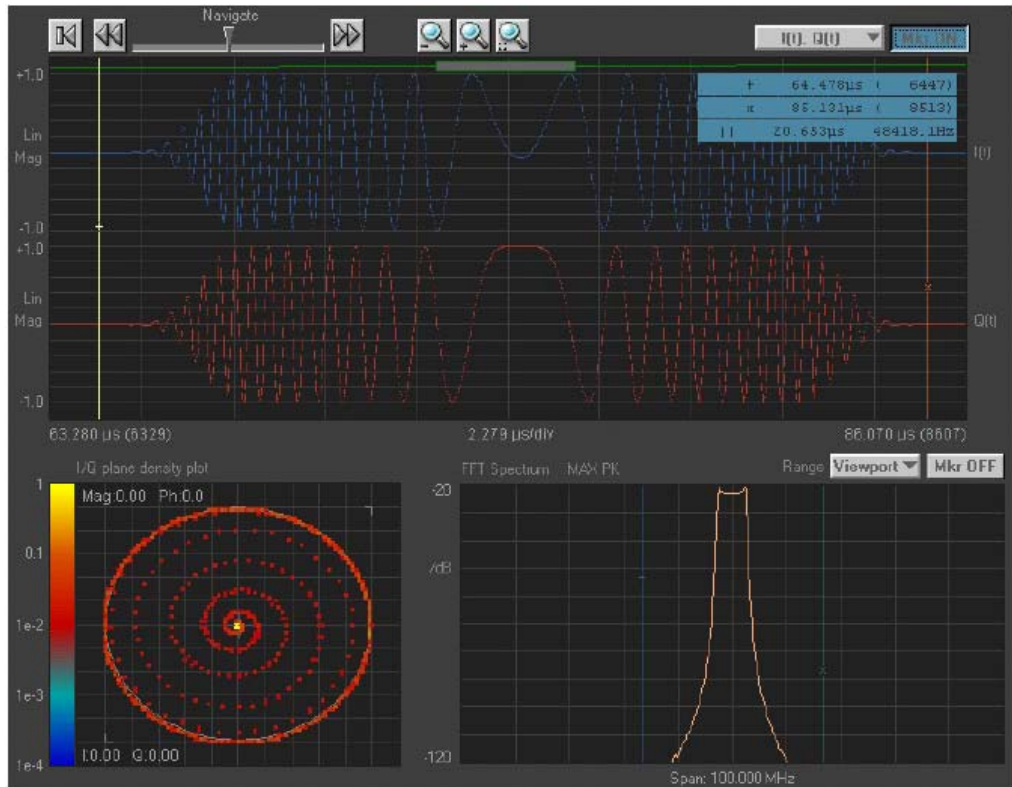 Navigate
I(t), Q(t)
Mkr ON
+1.0
64.478µs ( 6447)
x 85.131µs ( 8513)
|| 20.653µs 48418.1Hz
Lin
Mag
I(t)
-1.0
+1.0
Lin
Mag
Q(t)
-1.0
63.280 µs (6329)
2.279 µs/div
86.070 µs (8607)
I/Q plane density plot
FFT Spectrum MAX PK
Range
Viewport
Mkr OFF
1
Mag:0.00 Ph:0.0
-20
0.1
/dB
1e-2
1e-3
I:0.00 Q:0.00
1e-4
-120
Span: 100.000 MHz